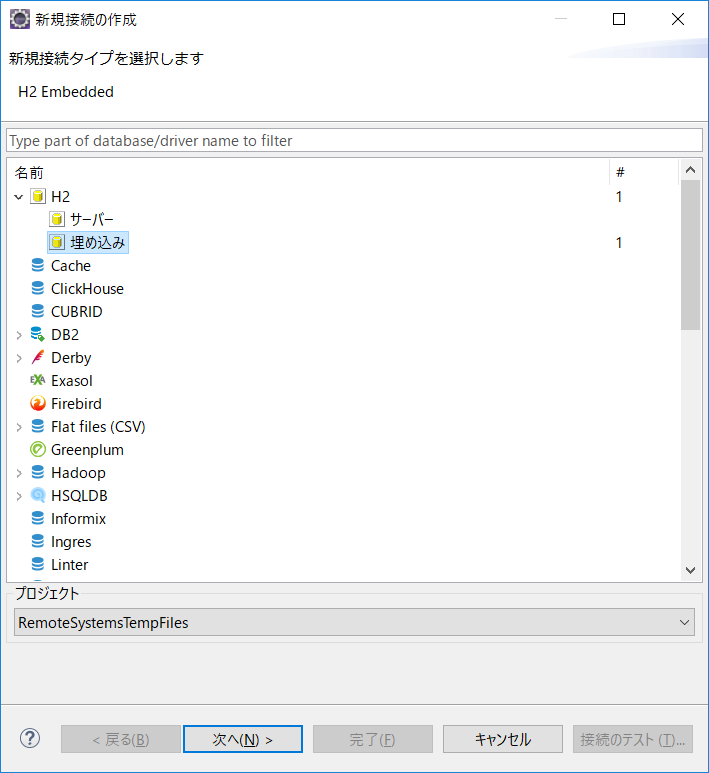 新規接続の作成
新規接続タイプを選択します
H2 Embedded
Type part of database/driver name to filter
名前 #
H2 1
サーバー
埋め込み 1
Cache
ClickHouse
CUBRID
DB2
Derby
EXA Exasol
Firebird
Flat files (CSV)
Greenplum
Hadoop
HSQLDB
Informix
Ingres
Linter
プロジェクト
RemoteSystemsTempFiles
? < 戻る(B) 次へ(N) > 完了(F) キャンセル 接続のテスト (T)...